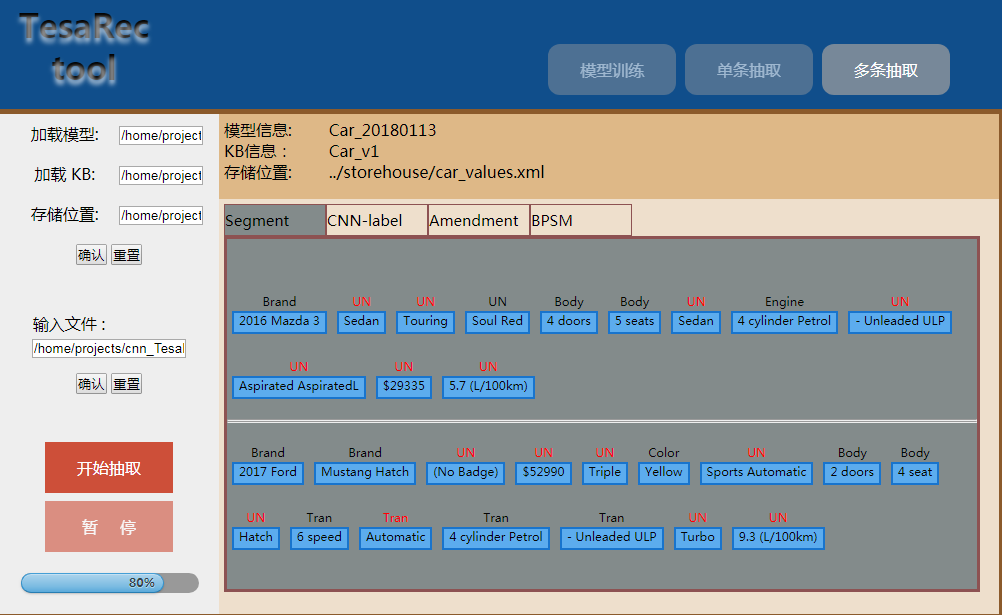 TesaRec
tool
模型训练 单条抽取 多条抽取
加载模型: /home/project
加载 KB: /home/project
存储位置: /home/project
确认 重置
输入文件：
/home/projects/cnn_Tesal
确认 重置
开始抽取
暂 停
80%
模型信息: Car_20180113
KB信息： Car_v1
存储位置: ../storehouse/car_values.xml
Segment CNN-label Amendment BPSM
Brand UN UN UN Body Body UN Engine UN
2016 Mazda 3 Sedan Touring Soul Red 4 doors 5 seats Sedan 4 cylinder Petrol - Unleaded ULP
UN UN UN
Aspirated AspiratedL $29335 5.7 (L/100km)
Brand Brand UN UN UN Color UN Body Body
2017 Ford Mustang Hatch (No Badge) $52990 Triple Yellow Sports Automatic 2 doors 4 seat
UN Tran Tran Tran Tran UN UN
Hatch 6 speed Automatic 4 cylinder Petrol - Unleaded ULP Turbo 9.3 (L/100km)